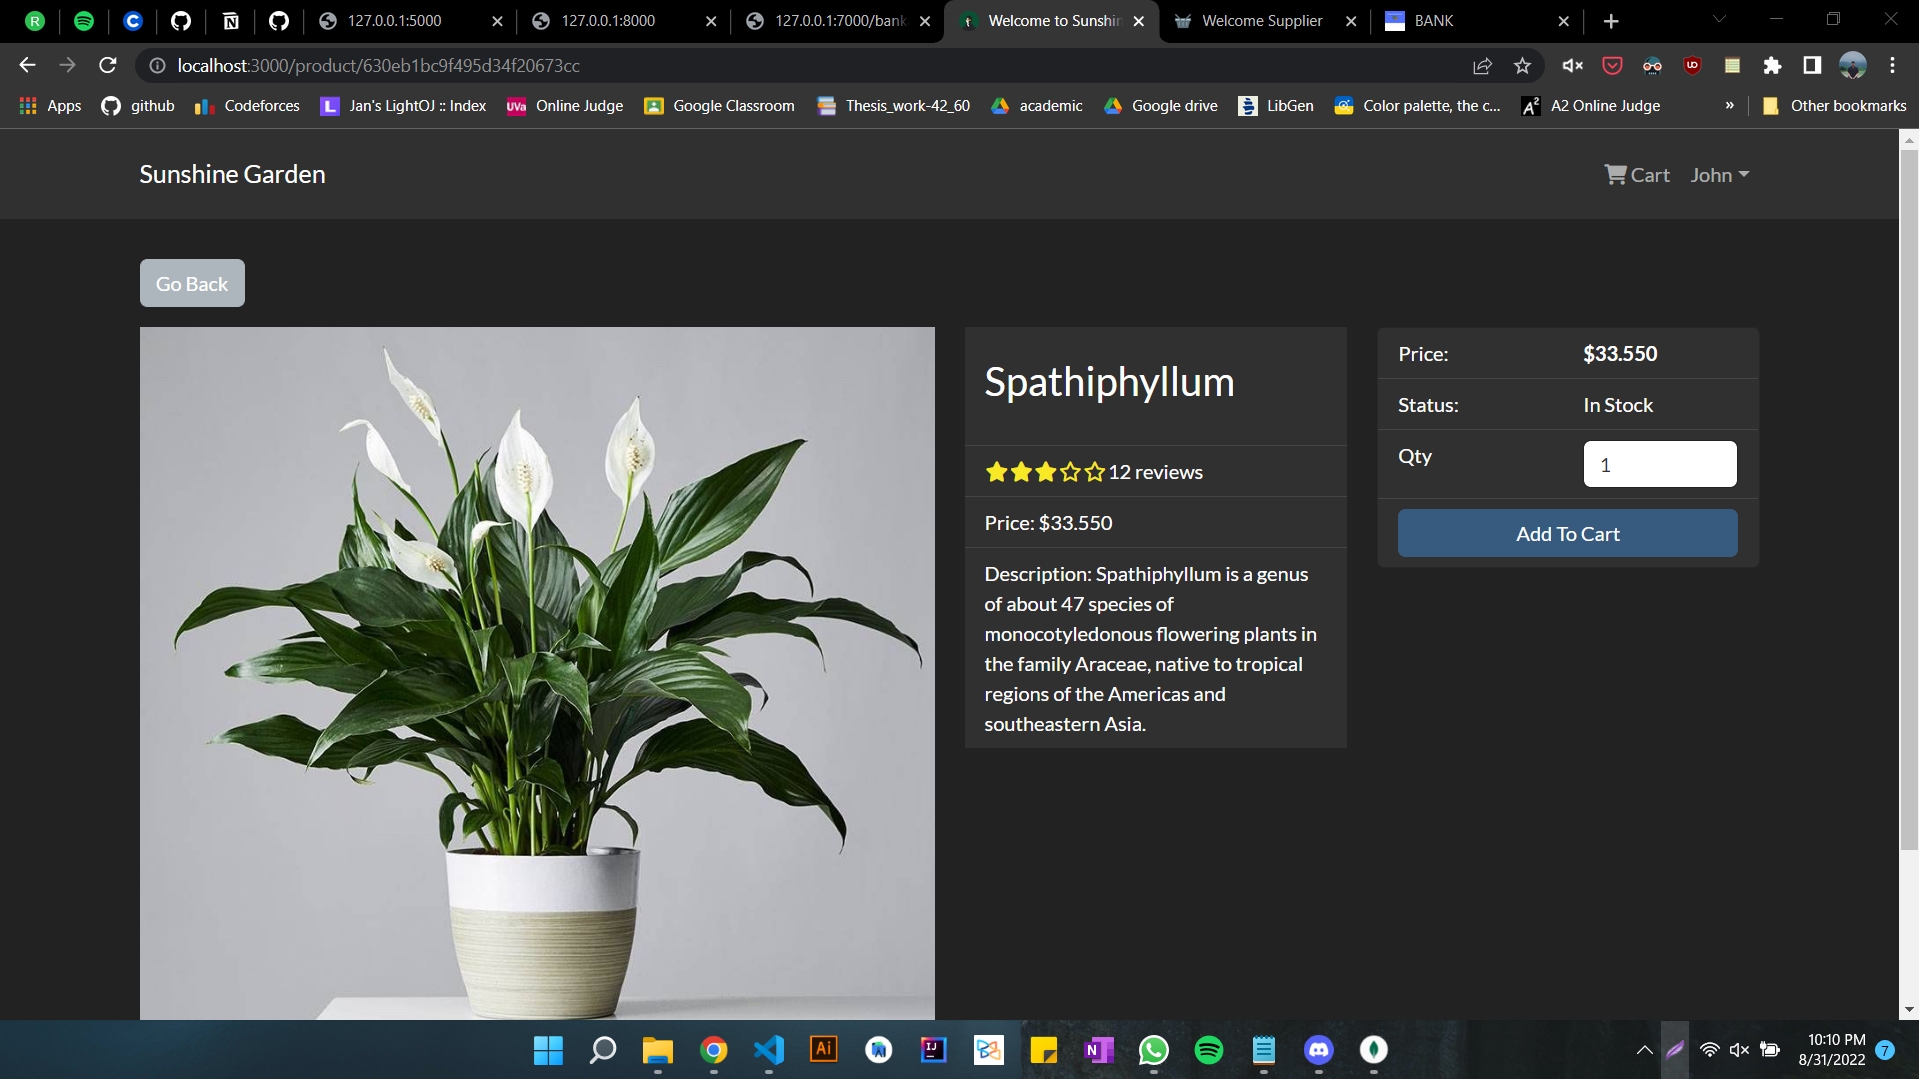 127.0.0.1:5000
127.0.0.1:8000
127.0.0.1:7000/bank
Welcome to Sunshin
Welcome Supplier
BANK
localhost:3000/product/630eb1bc9f495d34f20673cc
Apps
github
Codeforces
L
Jan's LightOJ :: Index
UVa
Online Judge
Google Classroom
Thesis_work-42_60
academic
Google drive
LibGen
Color palette, the c...
A2
A2 Online Judge
»
Other bookmarks
Sunshine Garden
Cart
John
Go Back
Spathiphyllum
12 reviews
Price: $33.550
Description: Spathiphyllum is a genus
of about 47 species of
monocotyledonous flowering plants in
the family Araceae, native to tropical
regions of the Americas and
southeastern Asia.
Price: $33.550
Status: In Stock
Qty 1
Add To Cart
Ai
IJ
N
10:10 PM
8/31/2022
7